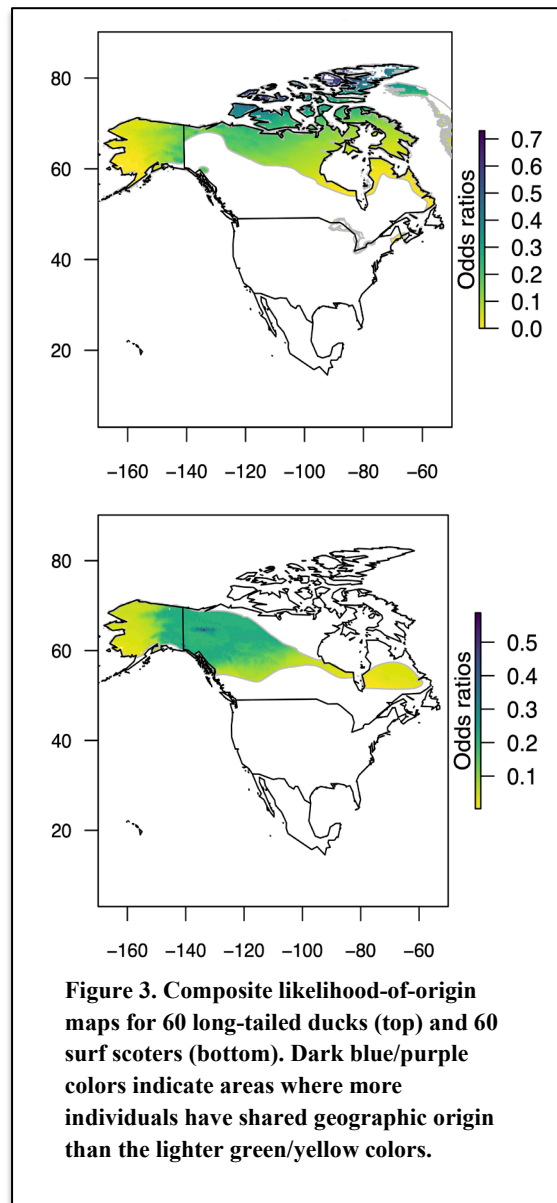 80
60
40
20
−160 −140 −120 −100 −80 −60
Odds ratios
0.7
0.6
0.5
0.4
0.3
0.2
0.1
0.0
80
60
40
20
−160 −140 −120 −100 −80 −60
Odds ratios
0.5
0.4
0.3
0.2
0.1
Figure 3. Composite likelihood-of-origin
maps for 60 long-tailed ducks (top) and 60
surf scoters (bottom). Dark blue/purple
colors indicate areas where more
individuals have shared geographic origin
than the lighter green/yellow colors.